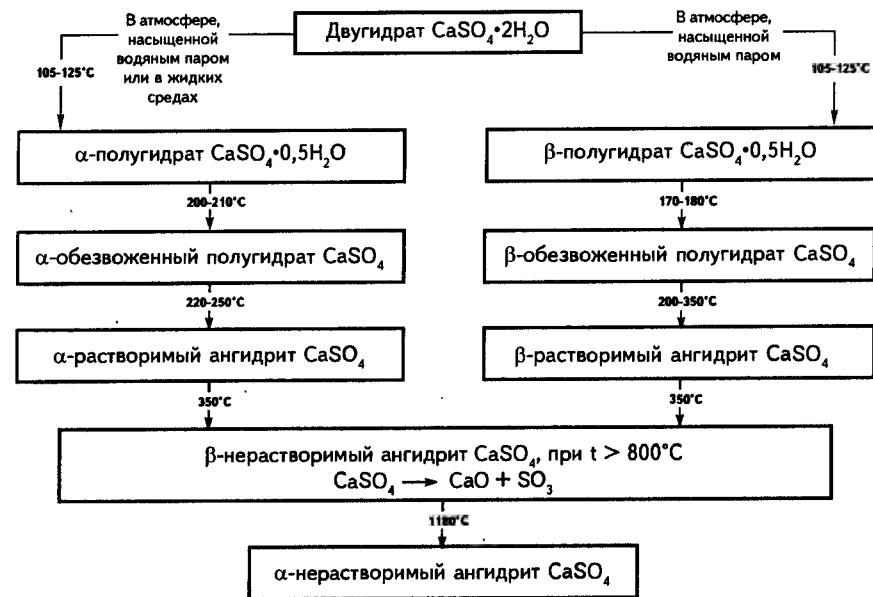 В атмосфере,
насыщенной
водяным паром
или в жидких
средах
Двугидрат CaSO₄•2H₂O
В атмосфере,
насыщенной
водяным паром
105-125°C
105-125°C
α-полугидрат CaSO₄•0,5H₂O
β-полугидрат CaSO₄•0,5H₂O
200-210°C
170-180°C
α-обезвоженный полугидрат CaSO₄
β-обезвоженный полугидрат CaSO₄
220-250°C
200-350°C
α-растворимый ангидрит CaSO₄
β-растворимый ангидрит CaSO₄
350°C
350°C
β-нерастворимый ангидрит CaSO₄, при t > 800°C
CaSO₄ → CaO + SO₃
1180°C
α-нерастворимый ангидрит CaSO₄